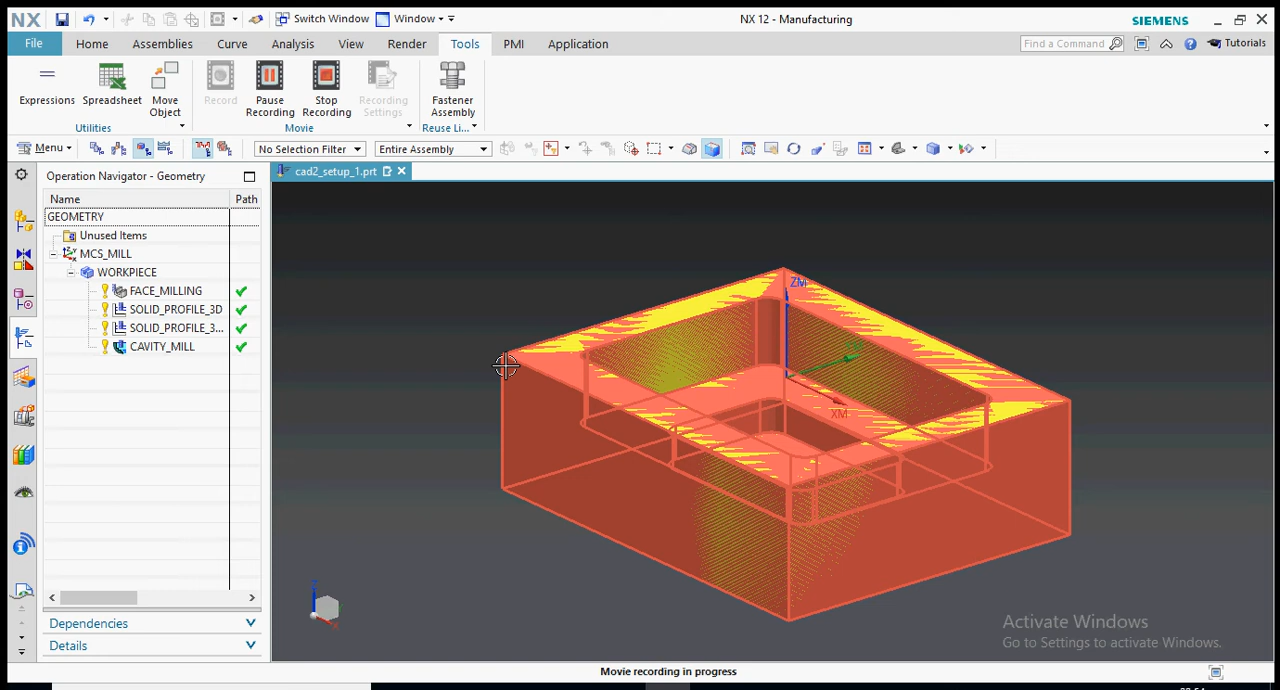 NX
Switch Window
Window
NX 12 - Manufacturing
SIEMENS
File
Home
Assemblies
Curve
Analysis
View
Render
Tools
PMI
Application
Find a Command
Tutorials
Expressions
Spreadsheet
Move
Object
Record
Pause
Recording
Stop
Recording
Recording
Settings
Fastener
Assembly
Utilities
Movie
Reuse Li...
Menu
No Selection Filter
Entire Assembly
Operation Navigator - Geometry
cad2_setup_1.prt
Name
Path
GEOMETRY
Unused Items
MCS_MILL
WORKPIECE
FACE_MILLING
SOLID_PROFILE_3D
SOLID_PROFILE_3...
CAVITY_MILL
ZM
XM
Dependencies
Details
Activate Windows
Go to Settings to activate Windows.
Movie recording in progress